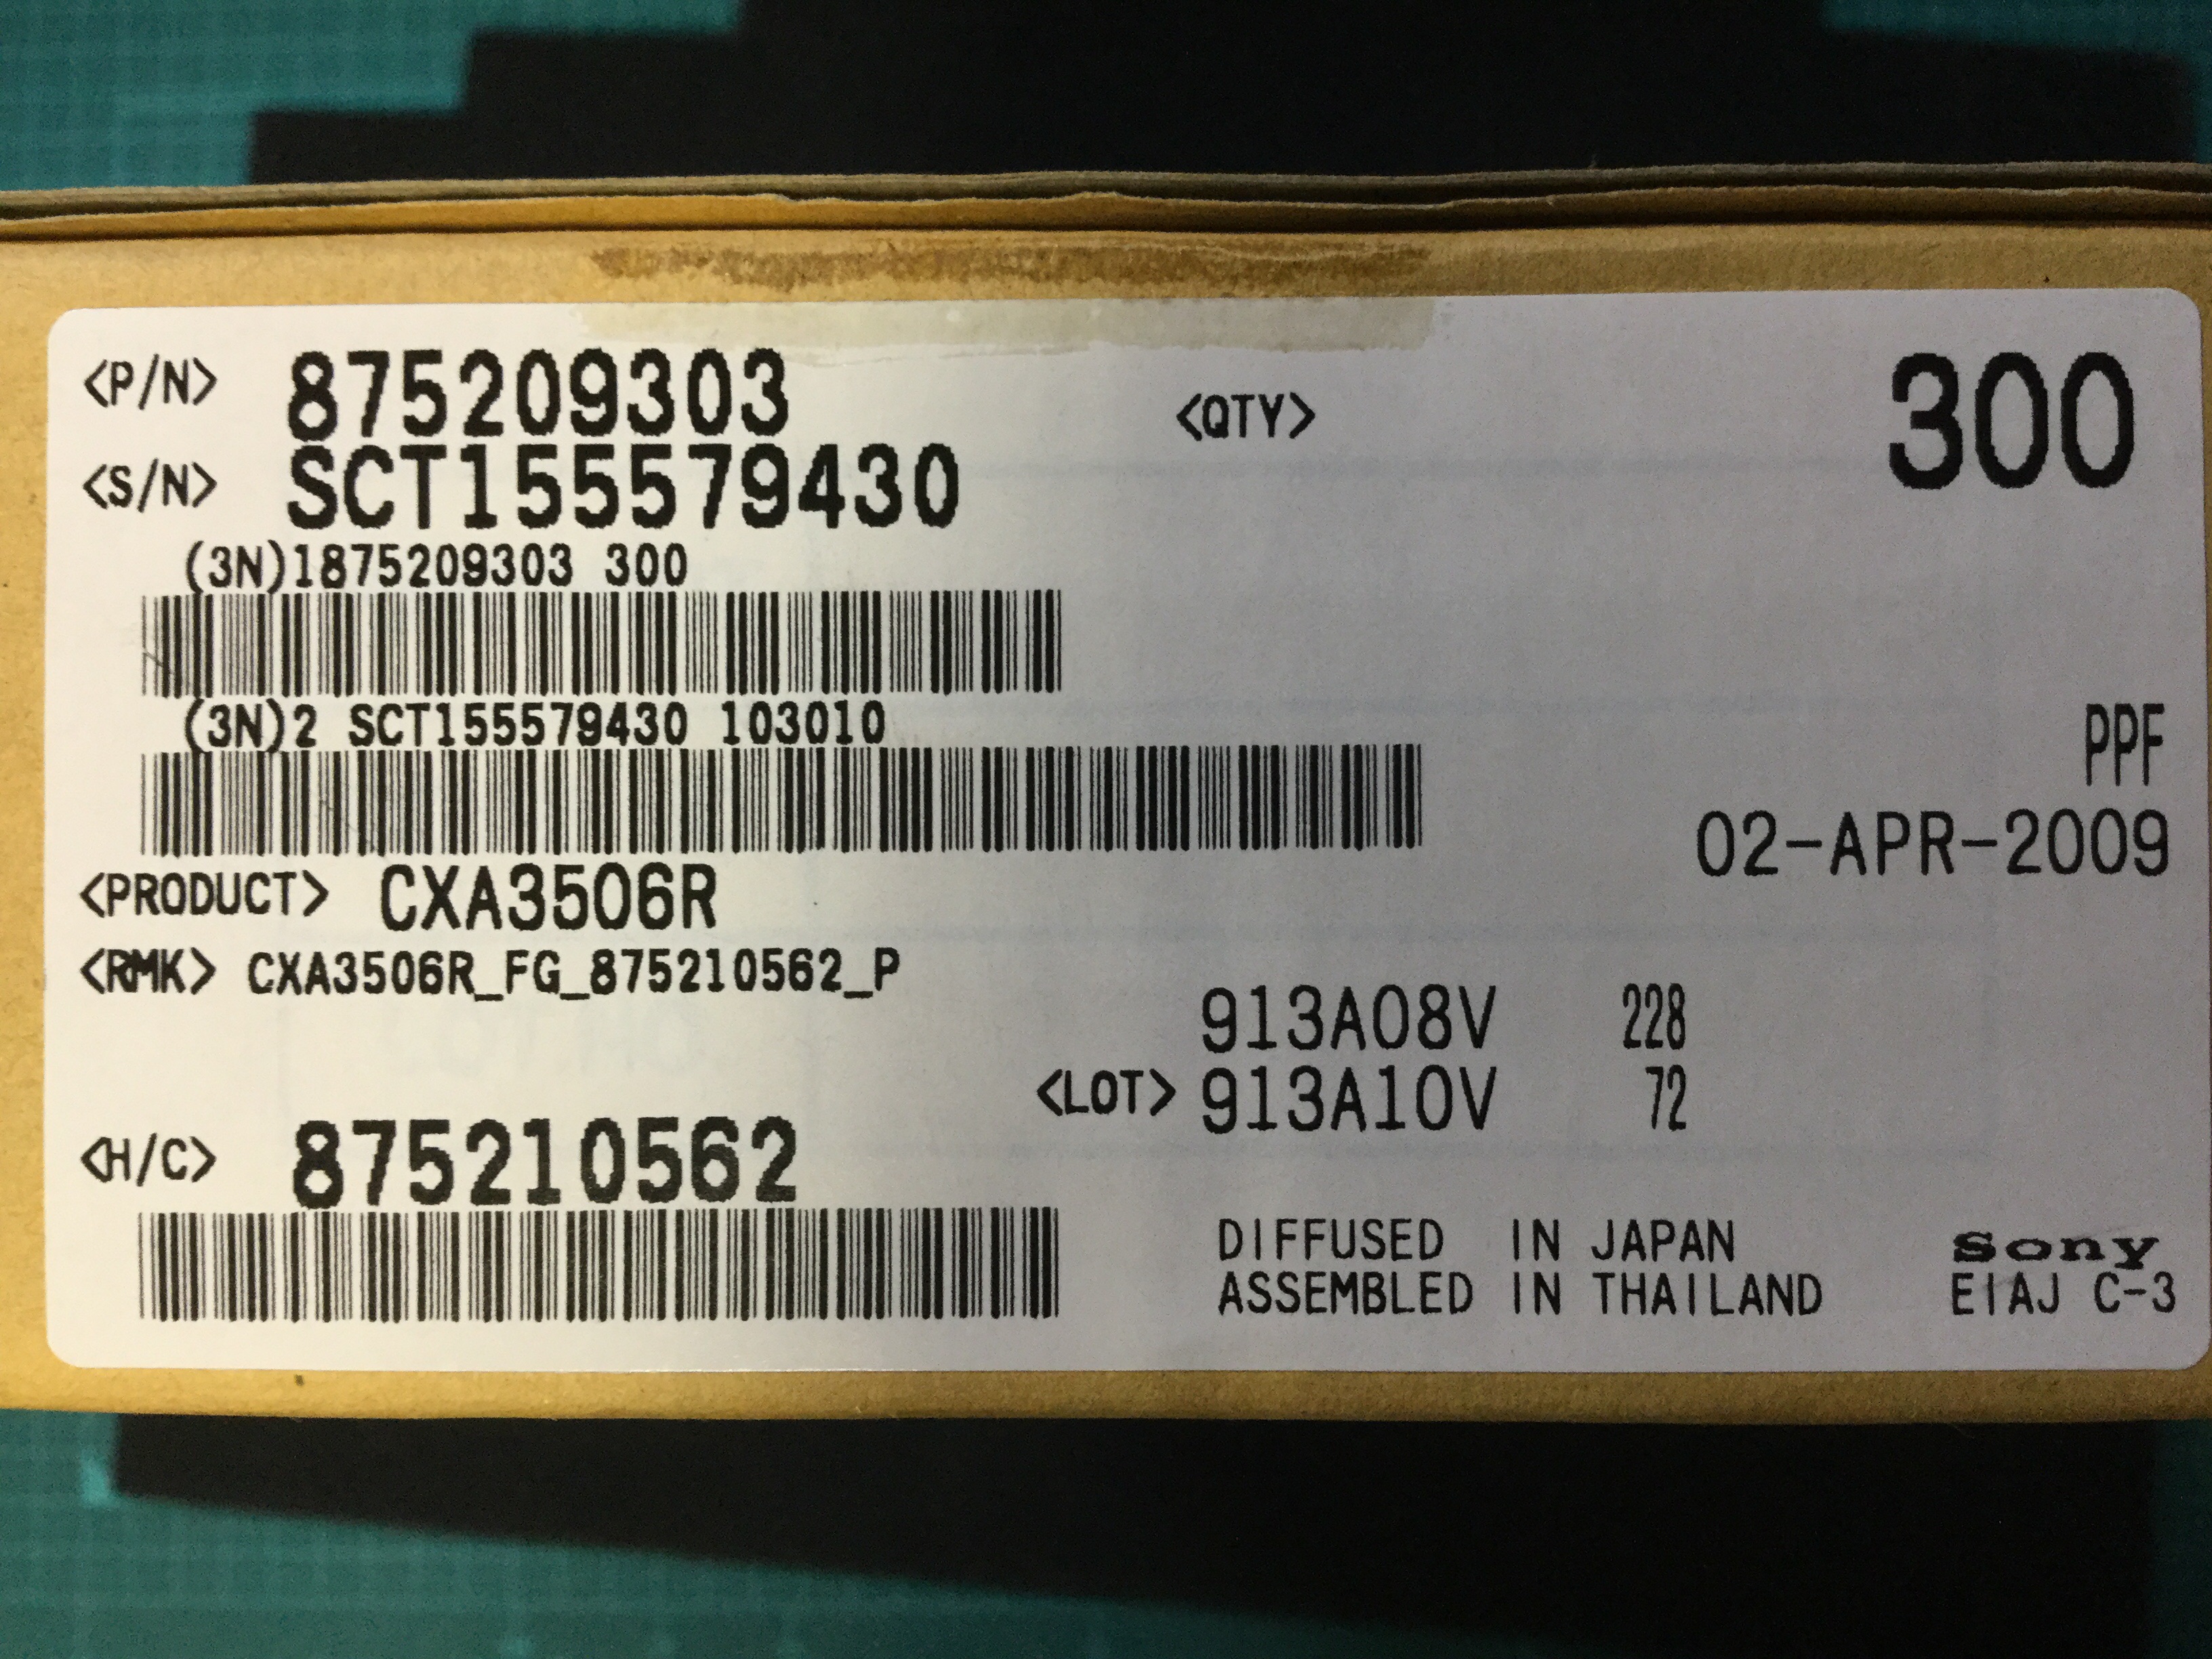 <P/N> 875209303
<QTY> 300
<S/N> SCT155579430
(3N)1875209303 300
(3N)2 SCT155579430 103010
PPF
02-APR-2009
<PRODUCT> CXA3506R
<RMK> CXA3506R_FG_875210562_P
913A08V 228
<LOT> 913A10V 72
<H/C> 875210562
DIFFUSED IN JAPAN
ASSEMBLED IN THAILAND
sony
EIAJ C-3